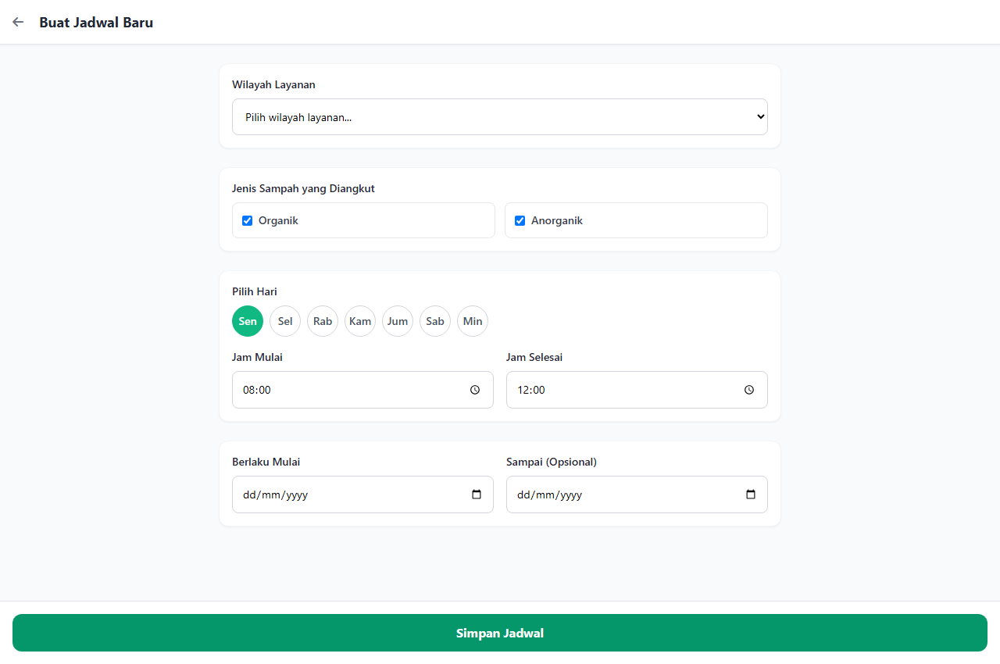 Buat Jadwal Baru
Wilayah Layanan
Pilih wilayah layanan...
Jenis Sampah yang Diangkut
Organik Anorganik
Pilih Hari
Sen Sel Rab Kam Jum Sab Min
Jam Mulai Jam Selesai
08:00 12:00
Berlaku Mulai Sampai (Opsional)
dd/mm/yyyy dd/mm/yyyy
Simpan Jadwal